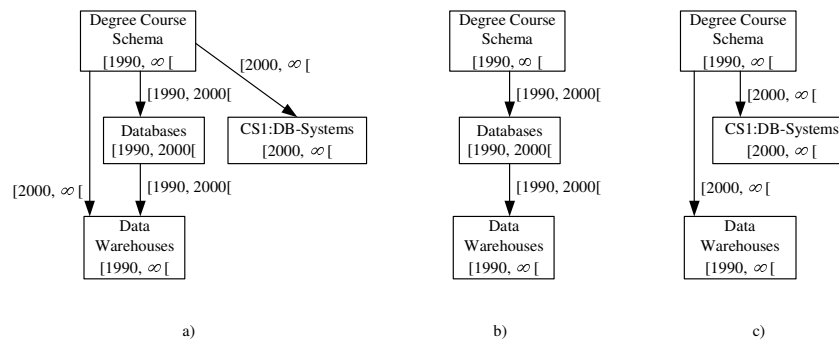 Degree Course
Schema
[1990, ∞ [
[2000, ∞ [
[1990, 2000[
Databases
[1990, 2000[
CS1:DB-Systems
[2000, ∞ [
[2000, ∞ [
[1990, 2000[
Data
Warehouses
[1990, ∞ [
a)
Degree Course
Schema
[1990, ∞ [
[1990, 2000[
Databases
[1990, 2000[
[1990, 2000[
Data
Warehouses
[1990, ∞ [
b)
Degree Course
Schema
[1990, ∞ [
[2000, ∞ [
CS1:DB-Systems
[2000, ∞ [
[2000, ∞ [
Data
Warehouses
[1990, ∞ [
c)